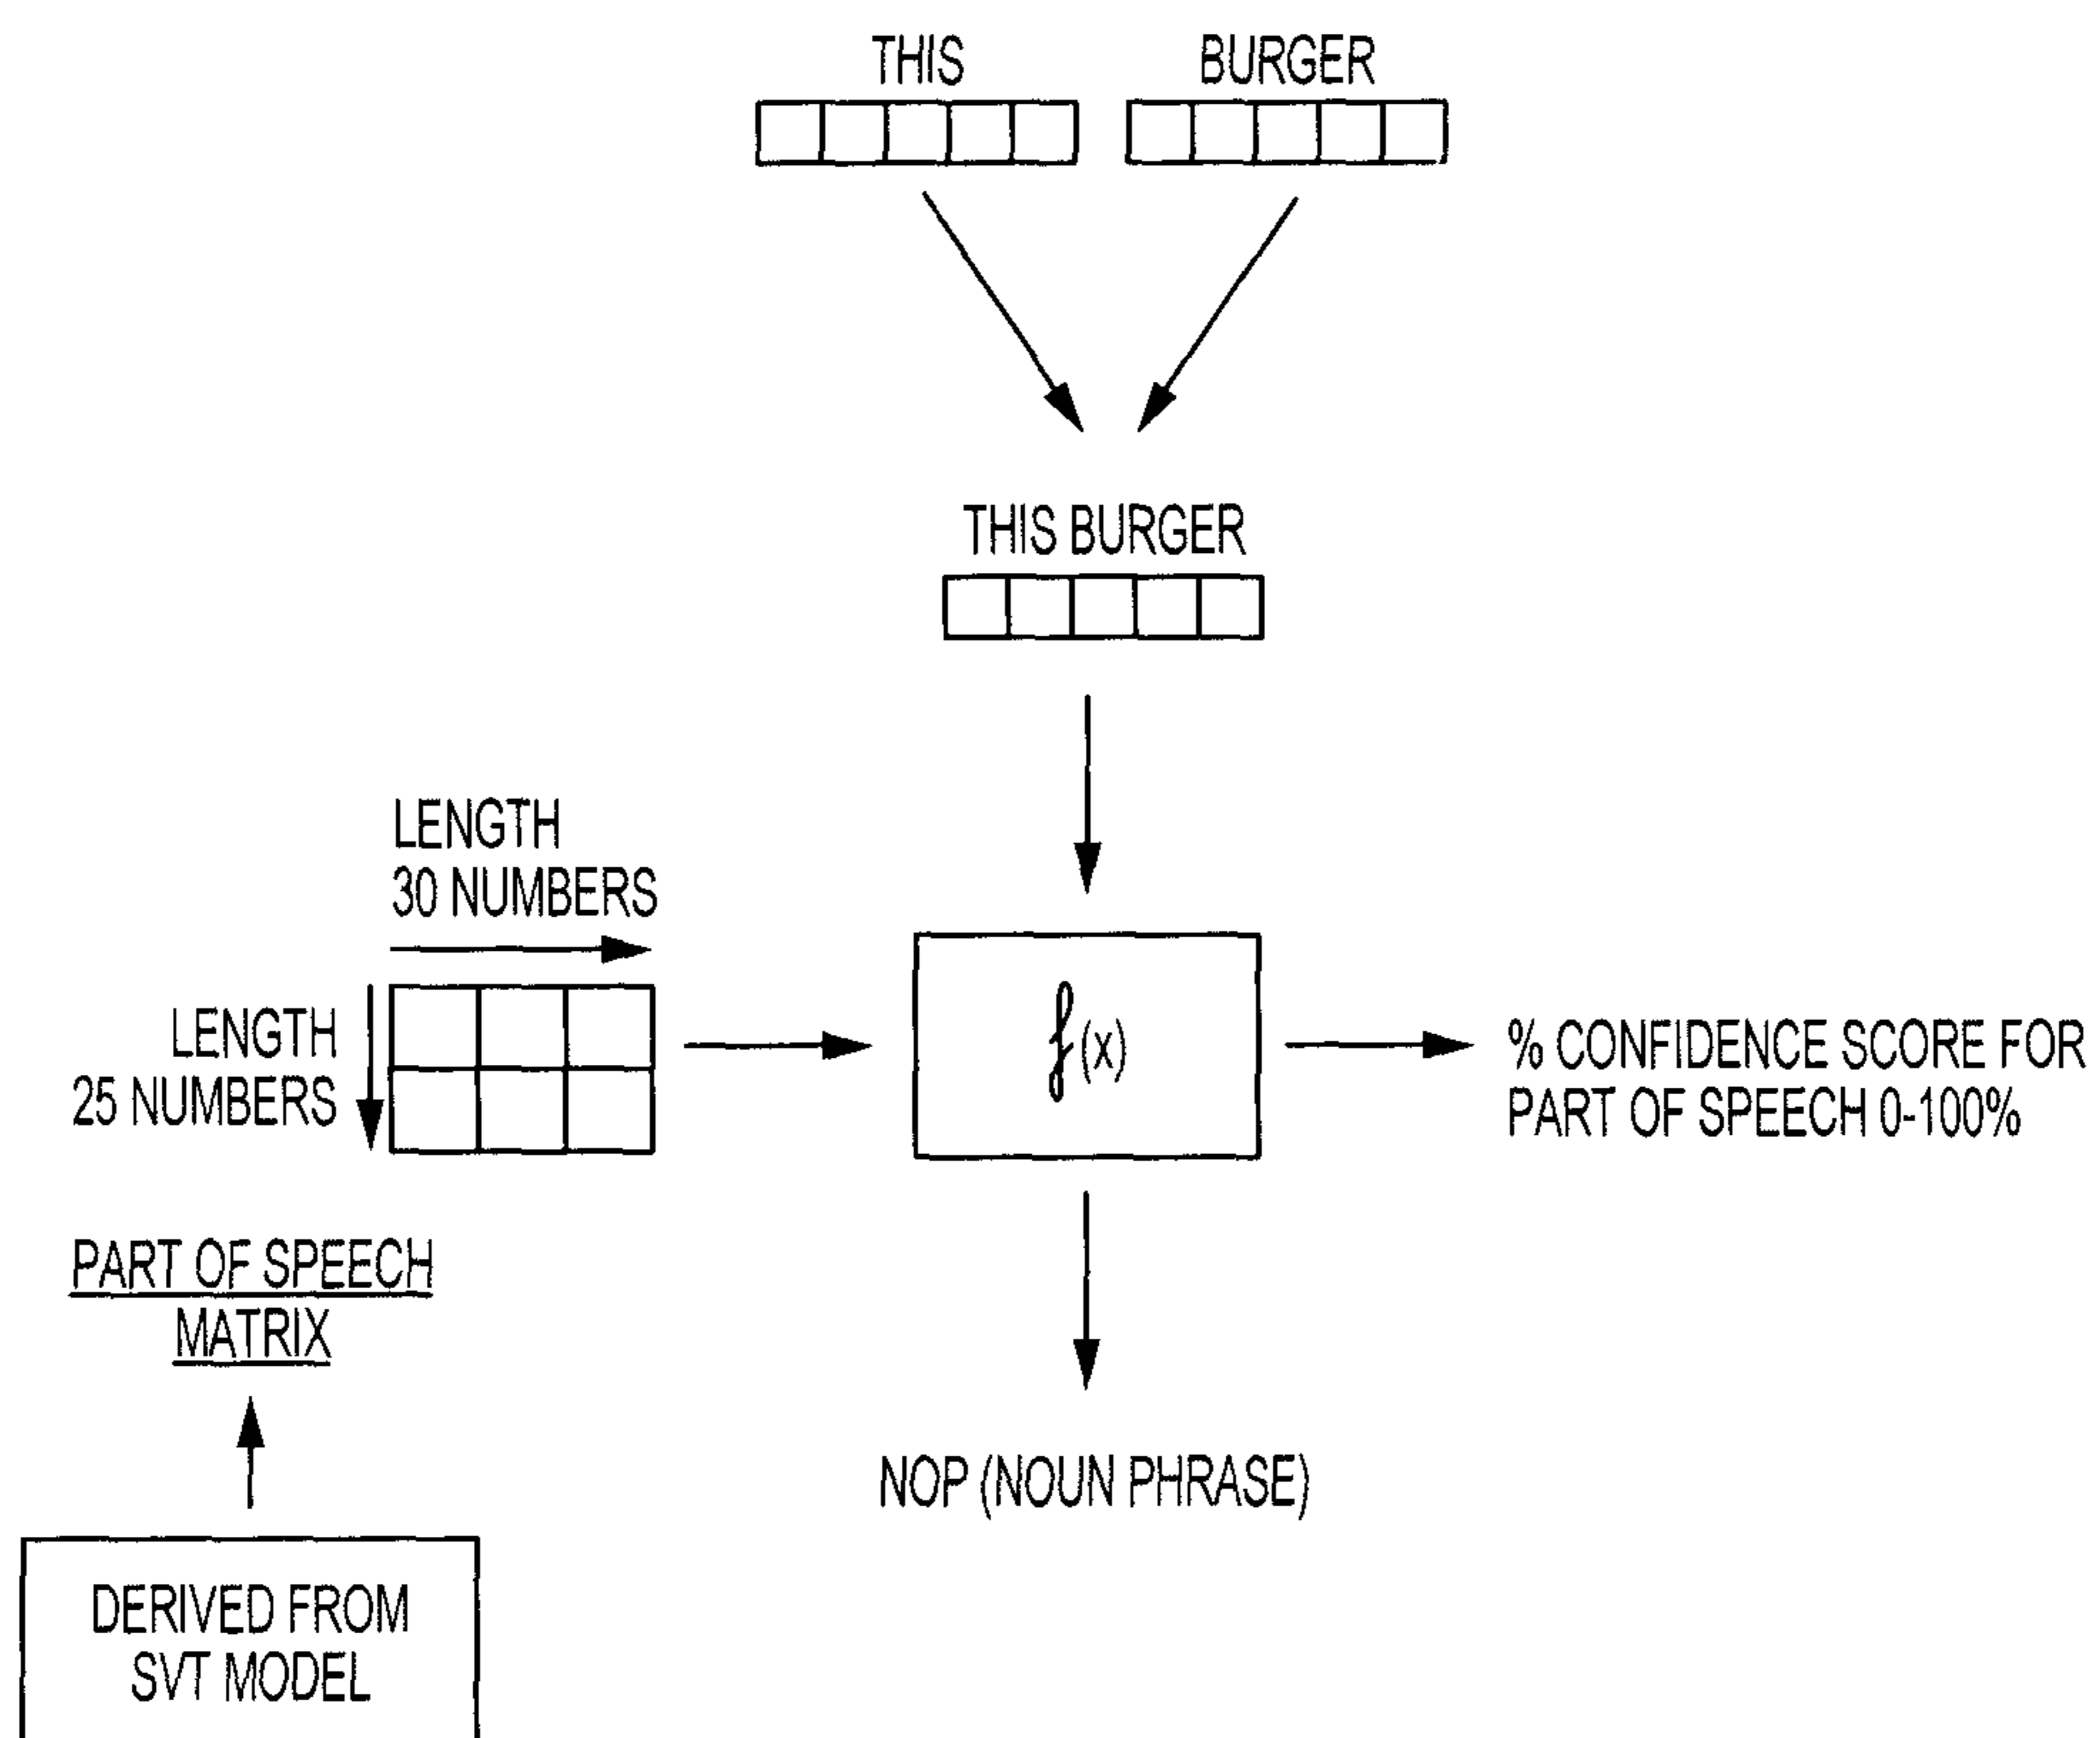 THIS
BURGER
THIS BURGER
LENGTH
30 NUMBERS
LENGTH
25 NUMBERS
f(x)
% CONFIDENCE SCORE FOR
PART OF SPEECH 0-100%
PART OF SPEECH
MATRIX
NOP (NOUN PHRASE)
DERIVED FROM
SVT MODEL